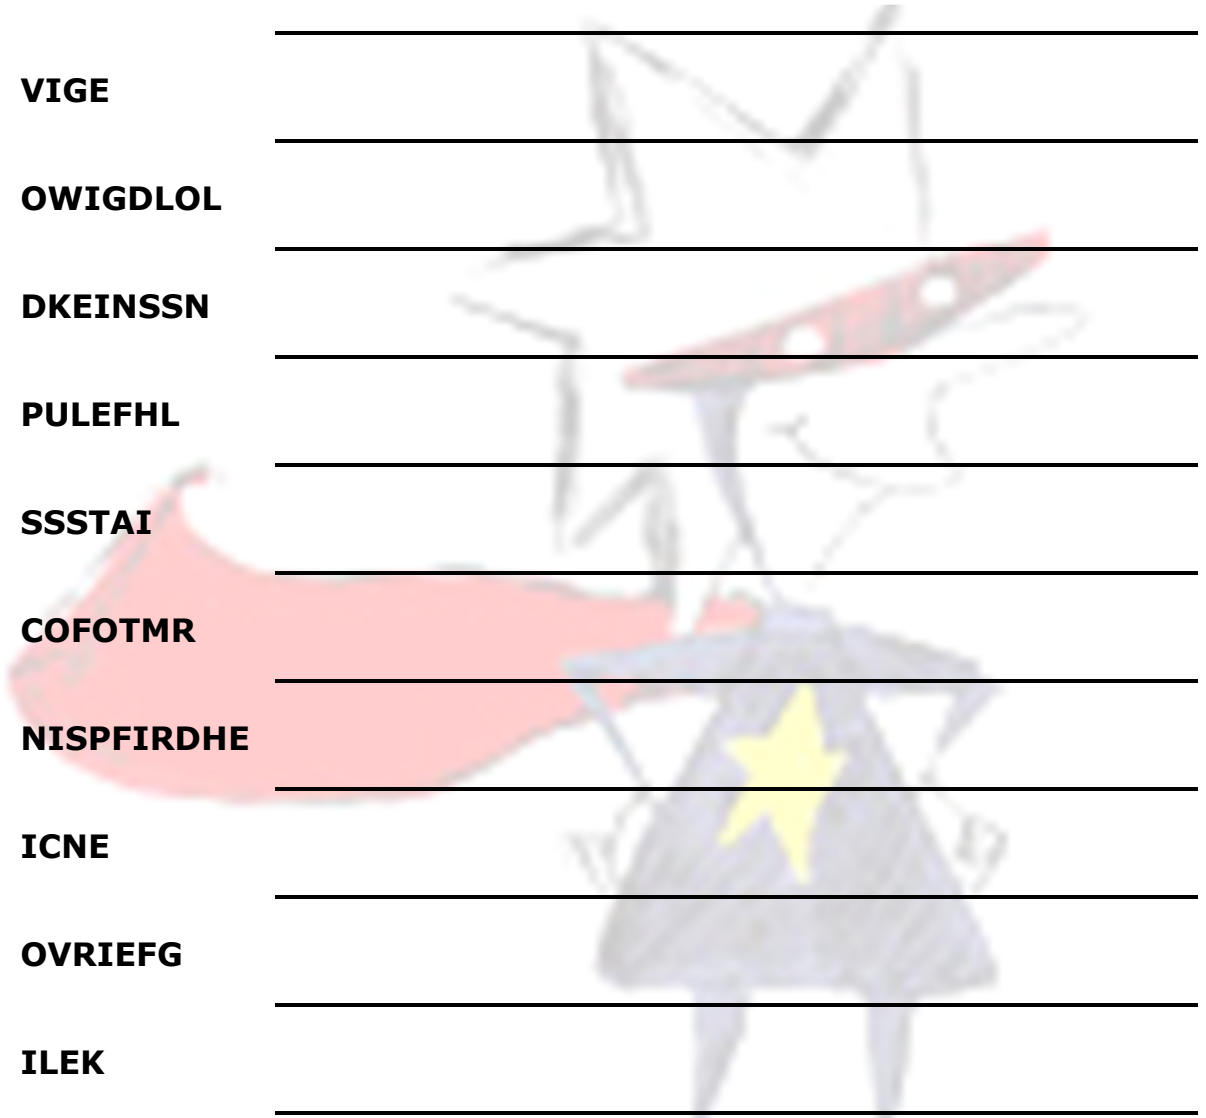 VIGE
OWIGDLOL
DKEINSSN
PULEFHL
SSSTAI
COFOTMR
NISPFIRDHE
ICNE
OVRIEFG
ILEK